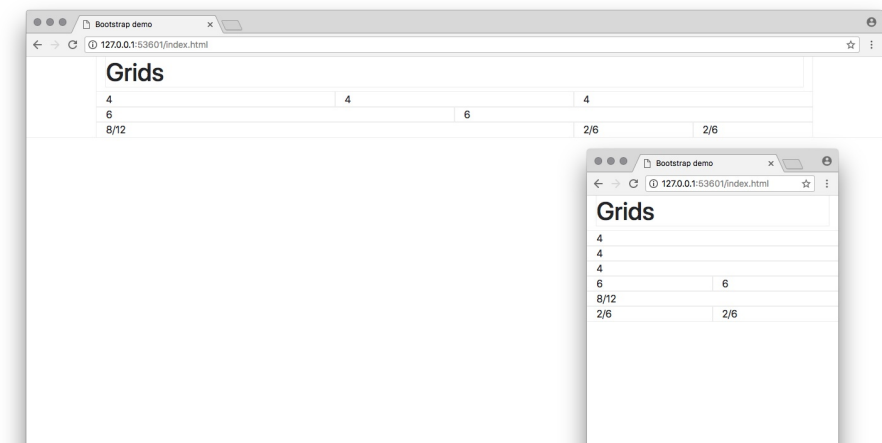 Bootstrap demo
127.0.0.1:53601/index.html
Grids
4 4 4
6 6
8/12 2/6 2/6
Bootstrap demo
127.0.0.1:53601/index.html
Grids
4
4
4
6 6
8/12
2/6 2/6